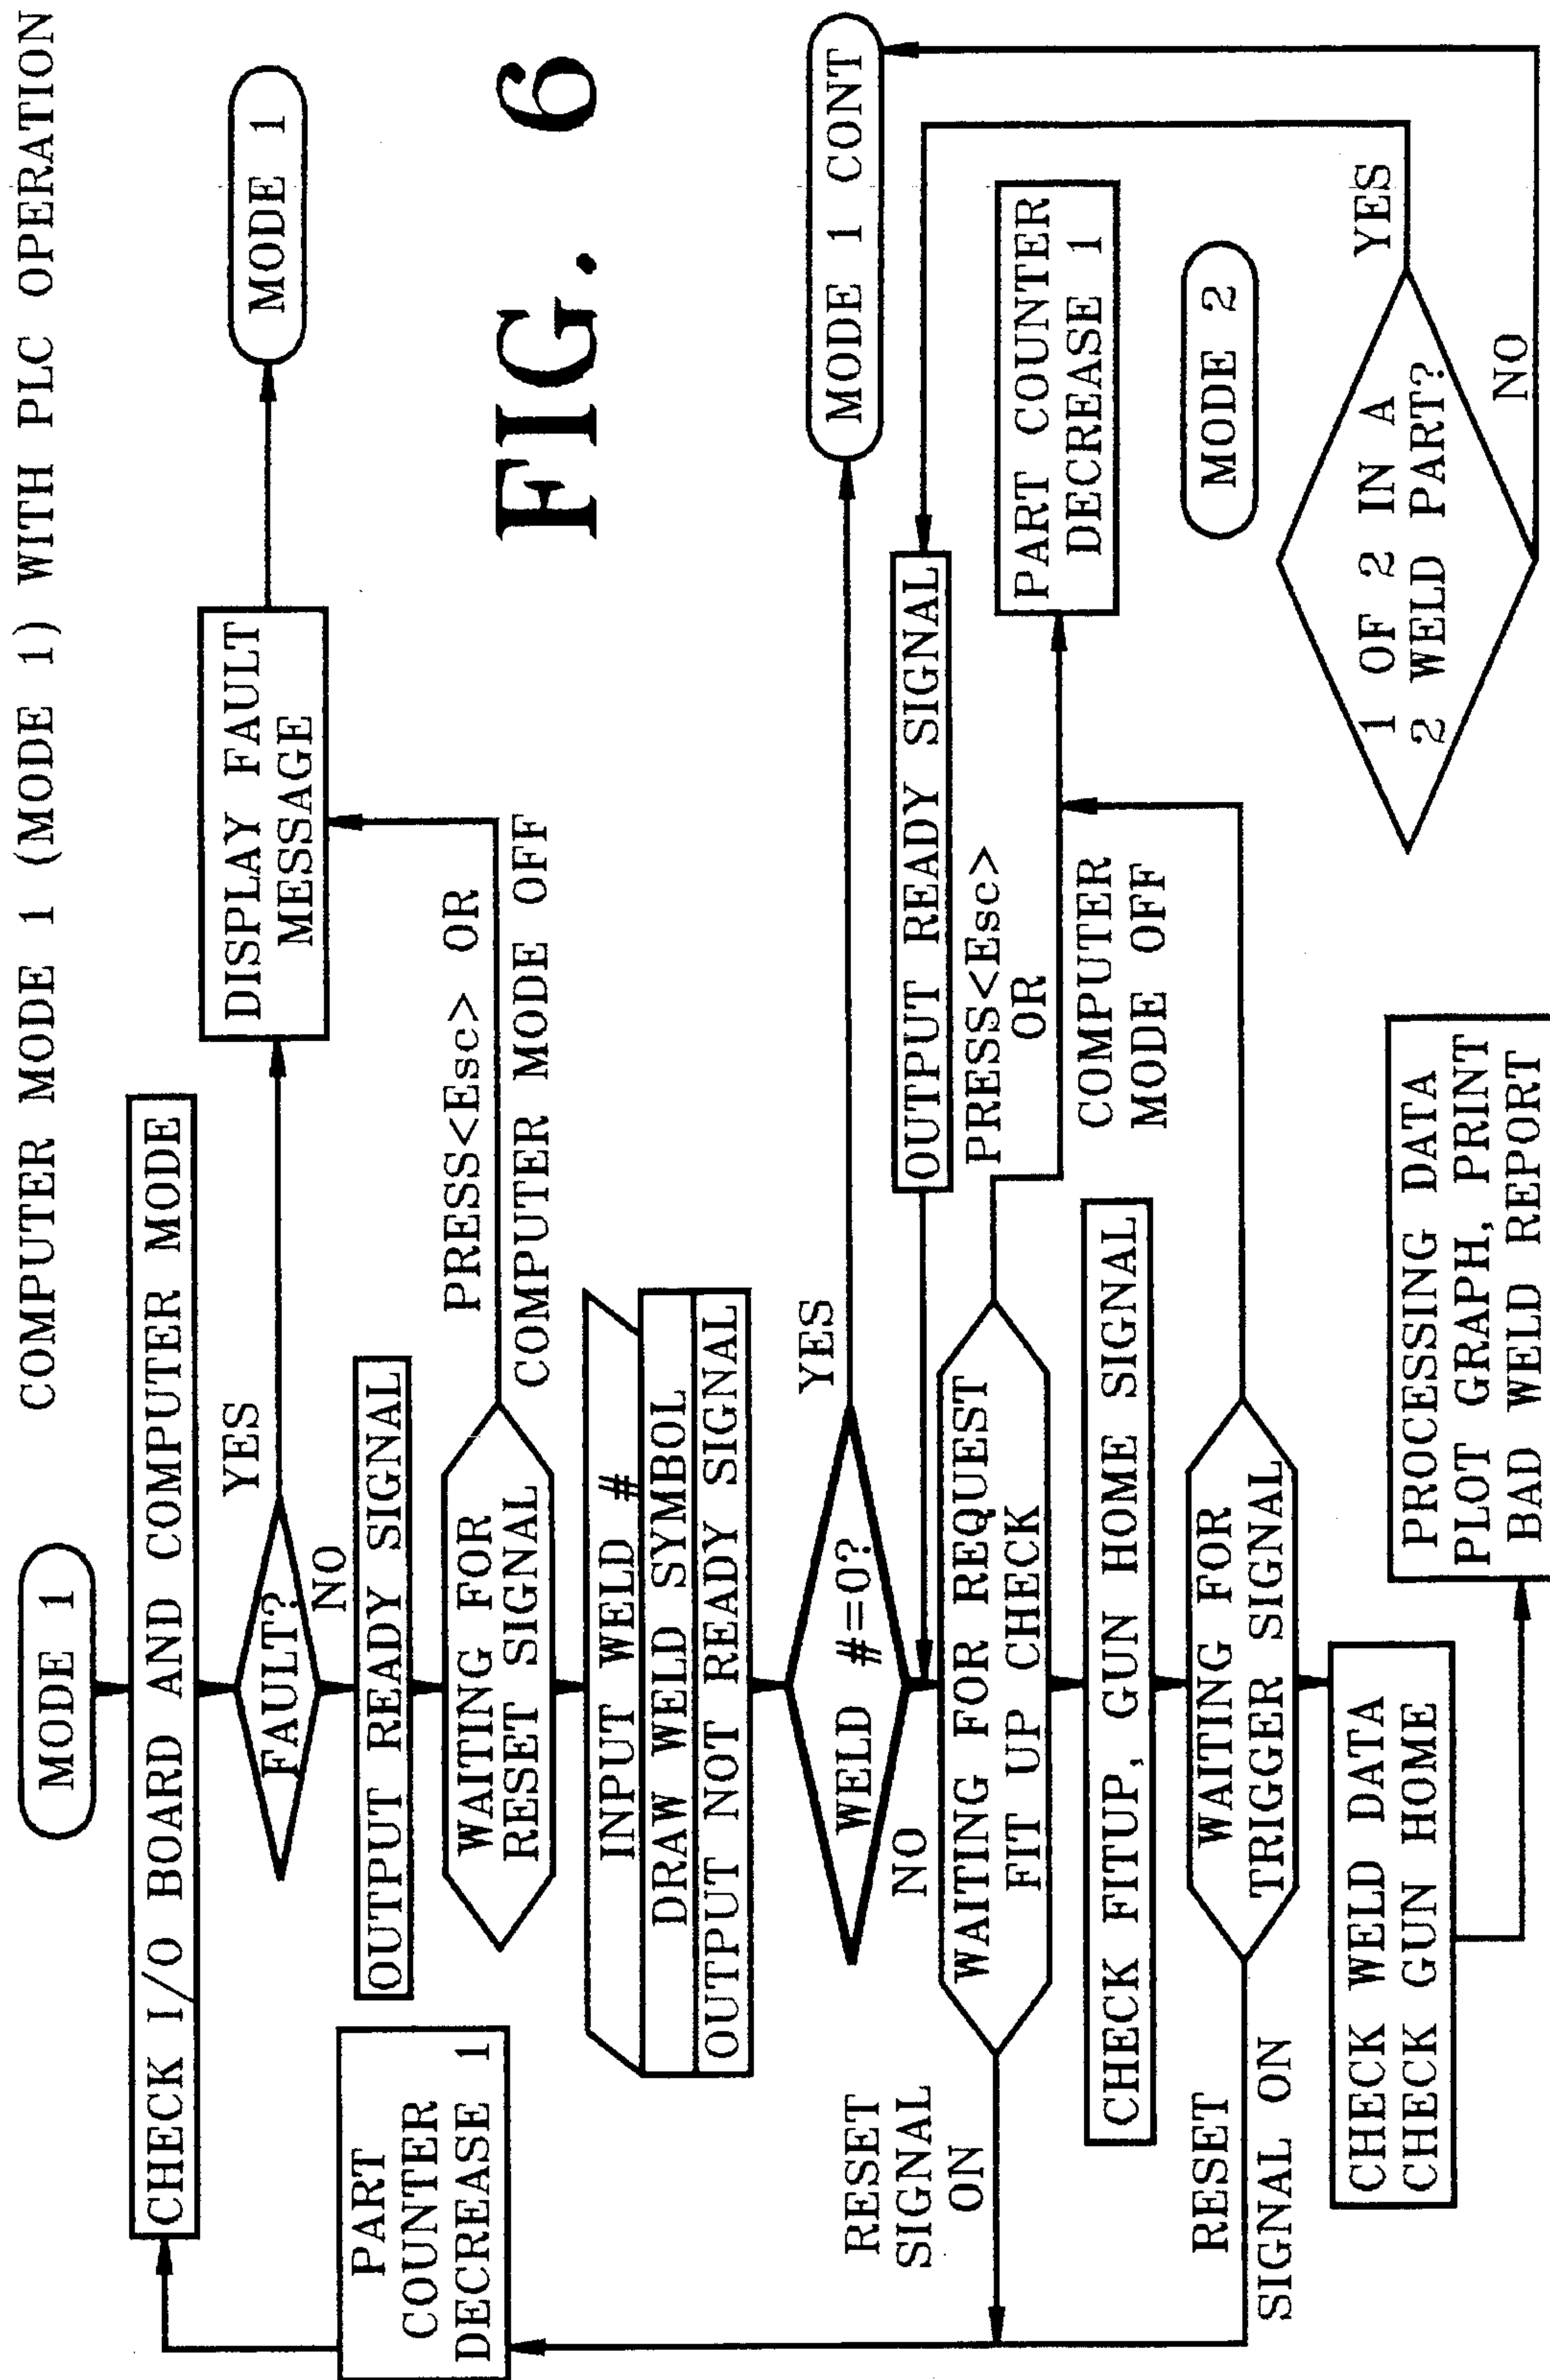 COMPUTER MODE 1 (MODE 1) WITH PLC OPERATION
MODE 1
CHECK I/O BOARD AND COMPUTER MODE
FAULT?
YES
NO
DISPLAY FAULT
MESSAGE
MODE 1
PART
COUNTER
DECREASE 1
OUTPUT READY SIGNAL
WAITING FOR
RESET SIGNAL
PRESS<Esc> OR
COMPUTER MODE OFF
FIG. 6
INPUT WELD #
DRAW WELD SYMBOL
OUTPUT NOT READY SIGNAL
WELD #=0?
YES
NO
MODE 1 CONT
OUTPUT READY SIGNAL
RESET
SIGNAL
ON
WAITING FOR REQUEST
FIT UP CHECK
PRESS<Esc>
OR
COMPUTER
MODE OFF
PART COUNTER
DECREASE 1
MODE 2
CHECK FITUP, GUN HOME SIGNAL
WAITING FOR
TRIGGER SIGNAL
RESET
SIGNAL ON
CHECK WELD DATA
CHECK GUN HOME
PROCESSING DATA
PLOT GRAPH, PRINT
BAD WELD REPORT
1 OF 2 IN A
2 WELD PART?
YES
NO